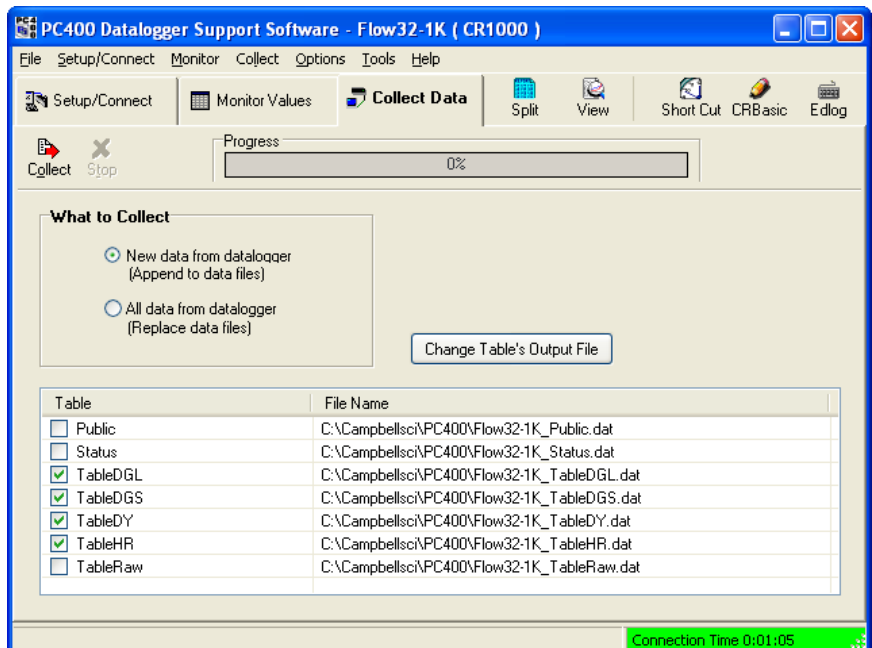 PC400 Datalogger Support Software - Flow32-1K ( CR1000 )
File Setup/Connect Monitor Collect Options Tools Help
Setup/Connect Monitor Values Collect Data Split View Short Cut CRBasic Edlog
Collect Stop Progress 0%
What to Collect
New data from datalogger
(Append to data files)
All data from datalogger
(Replace data files)
Change Table's Output File
Table File Name
Public C:\Campbellsci\PC400\Flow32-1K_Public.dat
Status C:\Campbellsci\PC400\Flow32-1K_Status.dat
TableDGL C:\Campbellsci\PC400\Flow32-1K_TableDGL.dat
TableDGS C:\Campbellsci\PC400\Flow32-1K_TableDGS.dat
TableDY C:\Campbellsci\PC400\Flow32-1K_TableDY.dat
TableHR C:\Campbellsci\PC400\Flow32-1K_TableHR.dat
TableRaw C:\Campbellsci\PC400\Flow32-1K_TableRaw.dat
Connection Time 0:01:05